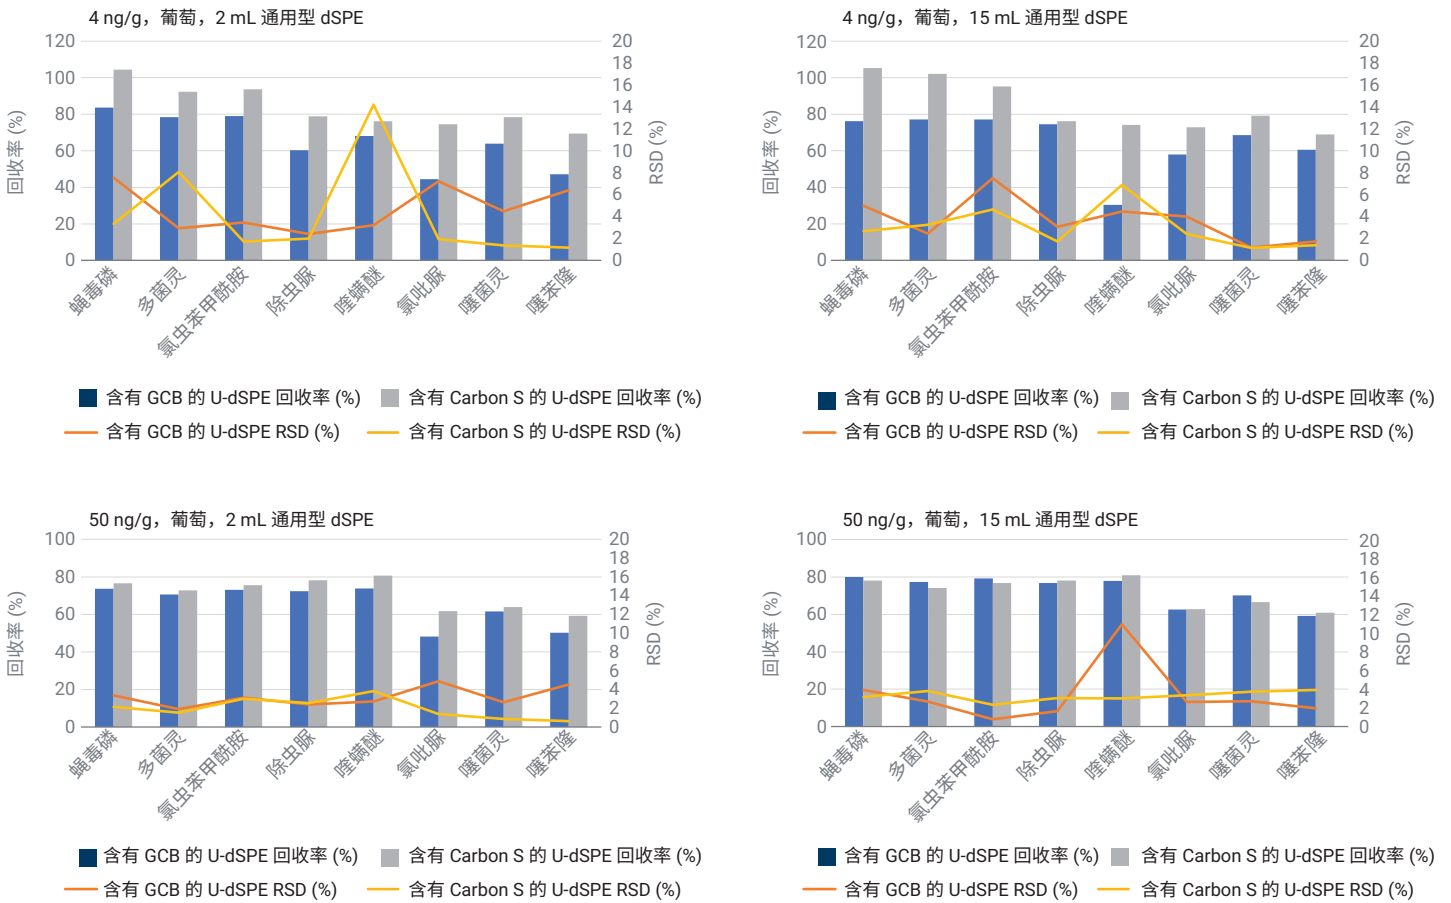 4 ng/g，葡萄，2 mL 通用型 dSPE
120
100
80
60
40
20
0
回收率 (%)
20
18
16
14
12
10
8
6
4
2
0
RSD (%)
蝇毒磷
多菌灵
氯虫苯甲酰胺
除虫脲
喹螨醚
氯吡脲
噻菌灵
噻苯隆
含有 GCB 的 U-dSPE 回收率 (%)
含有 Carbon S 的 U-dSPE 回收率 (%)
含有 GCB 的 U-dSPE RSD (%)
含有 Carbon S 的 U-dSPE RSD (%)
4 ng/g，葡萄，15 mL 通用型 dSPE
120
100
80
60
40
20
0
回收率 (%)
20
18
16
14
12
10
8
6
4
2
0
RSD (%)
蝇毒磷
多菌灵
氯虫苯甲酰胺
除虫脲
喹螨醚
氯吡脲
噻菌灵
噻苯隆
含有 GCB 的 U-dSPE 回收率 (%)
含有 Carbon S 的 U-dSPE 回收率 (%)
含有 GCB 的 U-dSPE RSD (%)
含有 Carbon S 的 U-dSPE RSD (%)
50 ng/g，葡萄，2 mL 通用型 dSPE
100
80
60
40
20
0
回收率 (%)
20
18
16
14
12
10
8
6
4
2
0
RSD (%)
蝇毒磷
多菌灵
氯虫苯甲酰胺
除虫脲
喹螨醚
氯吡脲
噻菌灵
噻苯隆
含有 GCB 的 U-dSPE 回收率 (%)
含有 Carbon S 的 U-dSPE 回收率 (%)
含有 GCB 的 U-dSPE RSD (%)
含有 Carbon S 的 U-dSPE RSD (%)
50 ng/g，葡萄，15 mL 通用型 dSPE
100
80
60
40
20
0
回收率 (%)
20
18
16
14
12
10
8
6
4
2
0
RSD (%)
蝇毒磷
多菌灵
氯虫苯甲酰胺
除虫脲
喹螨醚
氯吡脲
噻菌灵
噻苯隆
含有 GCB 的 U-dSPE 回收率 (%)
含有 Carbon S 的 U-dSPE 回收率 (%)
含有 GCB 的 U-dSPE RSD (%)
含有 Carbon S 的 U-dSPE RSD (%)